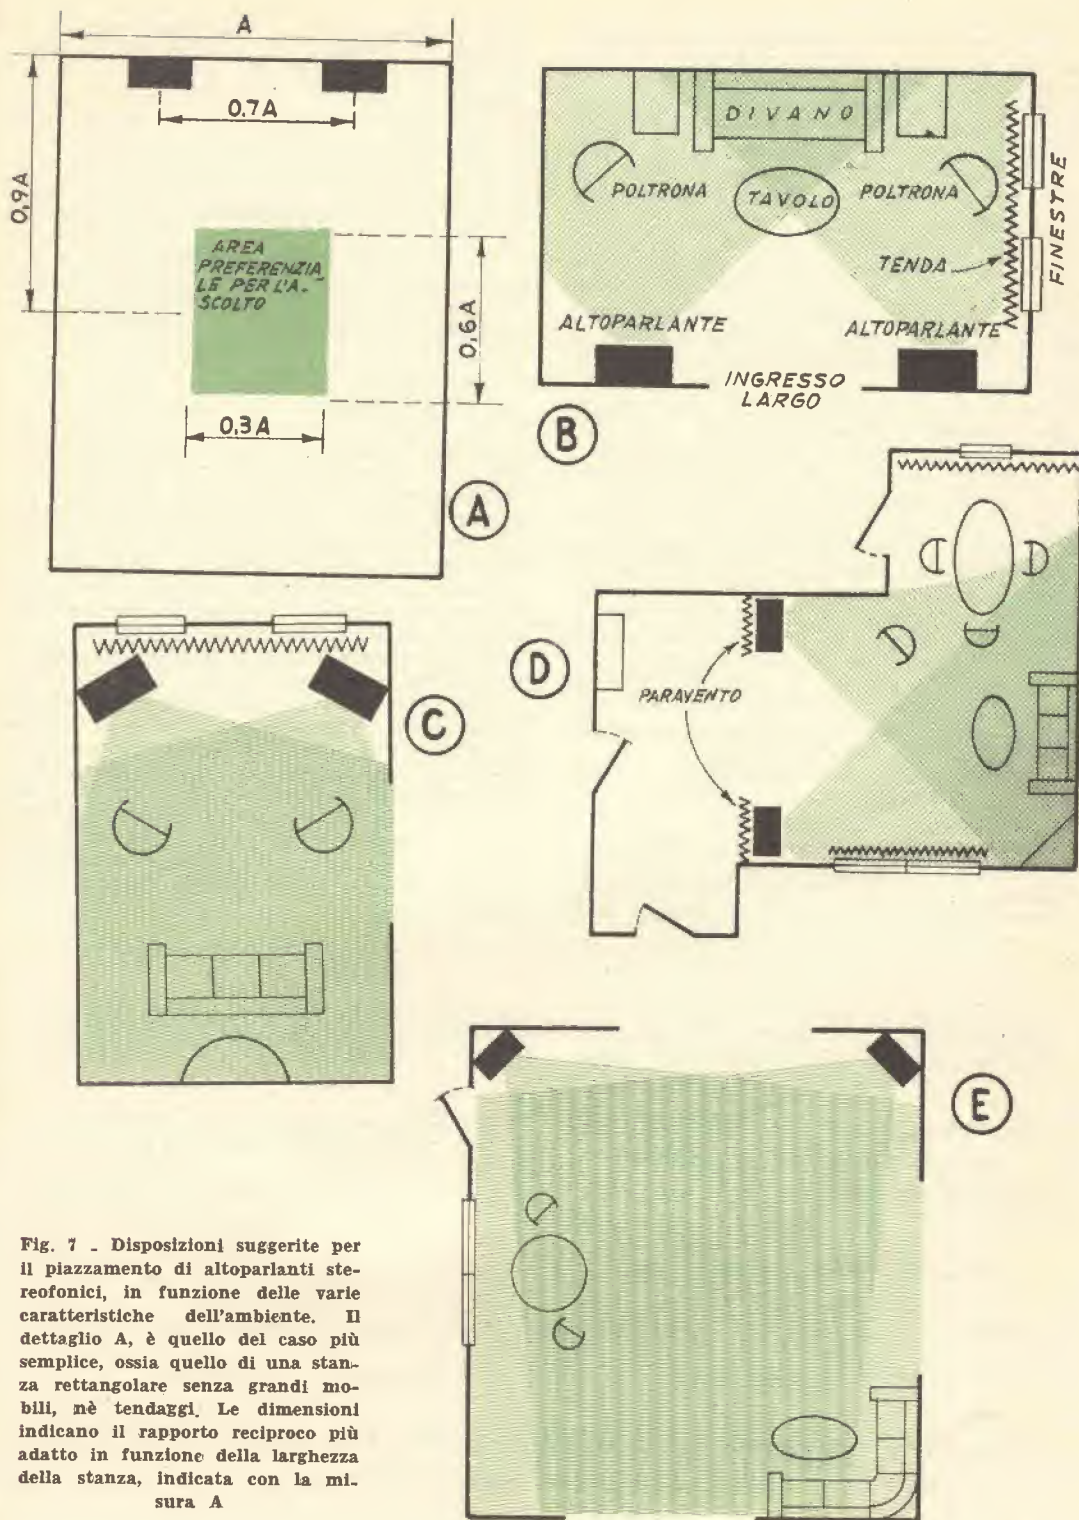 A
0.7A
0,9A
AREA
PREFERENZIA
LE PER L'A-
SCOLTO
0,6A
0.3A
A
DIVANO
POLTRONA
TAVOLO
POLTRONA
FINESTRE
TENDA
ALTOPARLANTE
ALTOPARLANTE
INGRESSO
LARGO
B
C
D
PARAVENTO
E
Fig. 7 - Disposizioni suggerite per
il piazzamento di altoparlanti ste-
reofonici, in funzione delle varie
caratteristiche dell'ambiente. Il
dettaglio A, è quello del caso più
semplice, ossia quello di una stan-
za rettangolare senza grandi mo-
bili, nè tendaggi. Le dimensioni
indicano il rapporto reciproco più
adatto in funzione della larghezza
della stanza, indicata con la mi-
sura A